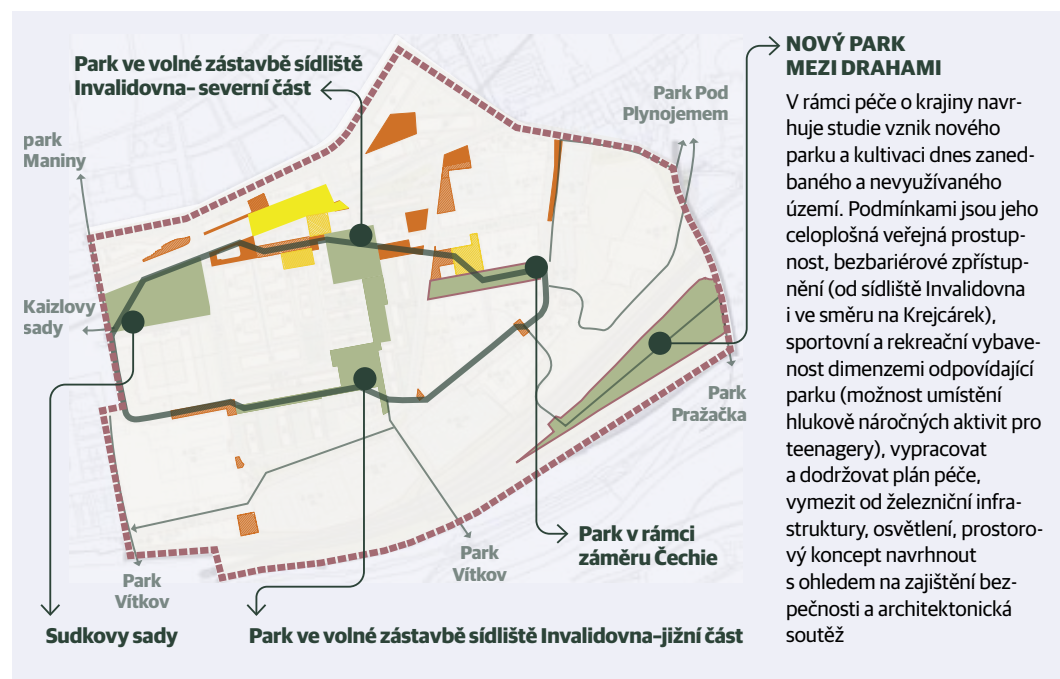 Park ve volné zástavbě sídliště
Invalidovna– severní část
park
Maniny
Kaizlovy
sady
Park Pod
Plynojemem
Park
Pražačka
Park v rámci
záměru Čechie
Park
Vítkov
Park
Vítkov
Sudkovy sady
Park ve volné zástavbě sídliště Invalidovna–jižní část
NOVÝ PARK
MEZI DRAHAMI
V rámci péče o krajiny navr-
huje studie vznik nového
parku a kultivaci dnes zaned-
baného a nevyužívaného
území. Podmínkami jsou jeho
celoplošná veřejná prostup-
nost, bezbariérové zpřístup-
nění (od sídliště Invalidovna
i ve směru na Krejcárek),
sportovní a rekreační vybave-
nost dimenzemi odpovídající
parku (možnost umístění
hlukově náročných aktivit pro
teenagery), vypracovat
a dodržovat plán péče,
vymezit od železniční infra-
struktury, osvětlení, prostoro-
vý koncept navrhnout
s ohledem na zajištění bez-
pečnosti a architektonická
soutěž